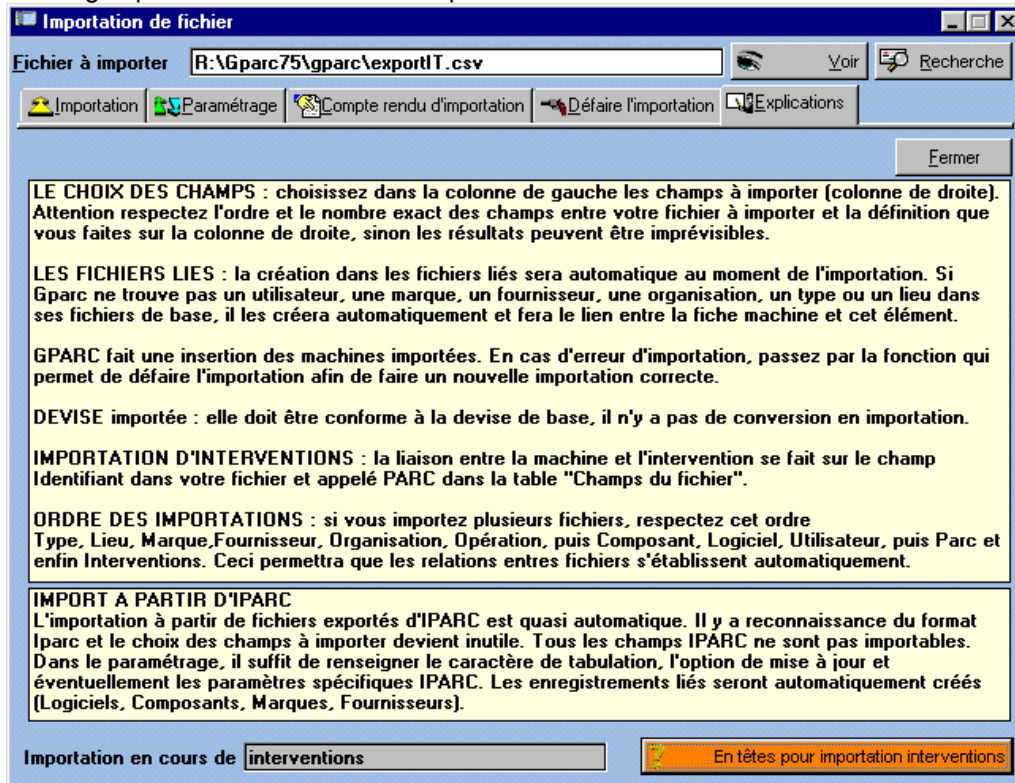 Importation de fichier
Fichier à importer R:\Gparc75\gparc\exportIT.csv Voir Recherche
Importation Paramétrage Compte rendu d'importation Défaire l'importation Explications
Fermer
LE CHOIX DES CHAMPS : choisissez dans la colonne de gauche les champs à importer (colonne de droite).
Attention respectez l'ordre et le nombre exact des champs entre votre fichier à importer et la définition que
vous faites sur la colonne de droite, sinon les résultats peuvent être imprévisibles.
LES FICHIERS LIES : la création dans les fichiers liés sera automatique au moment de l'importation. Si
Gparc ne trouve pas un utilisateur, une marque, un fournisseur, une organisation, un type ou un lieu dans
ses fichiers de base, il les créera automatiquement et fera le lien entre la fiche machine et cet élément.
GPARC fait une insertion des machines importées. En cas d'erreur d'importation, passez par la fonction qui
permet de défaire l'importation afin de faire un nouvelle importation correcte.
DEVISE importée : elle doit être conforme à la devise de base, il n'y a pas de conversion en importation.
IMPORTATION D'INTERVENTIONS : la liaison entre la machine et l'intervention se fait sur le champ
Identifiant dans votre fichier et appelé PARC dans la table "Champs du fichier".
ORDRE DES IMPORTATIONS : si vous importez plusieurs fichiers, respectez cet ordre
Type, Lieu, Marque,Fournisseur, Organisation, Opération, puis Composant, Logiciel, Utilisateur, puis Parc et
enfin Interventions. Ceci permettra que les relations entres fichiers s'établissent automatiquement.
IMPORT A PARTIR D'IPARC
L'importation à partir de fichiers exportés d'IPARC est quasi automatique. Il y a reconnaissance du format
Iparc et le choix des champs à importer devient inutile. Tous les champs IPARC ne sont pas importables.
Dans le paramétrage, il suffit de renseigner le caractère de tabulation, l'option de mise à jour et
éventuellement les paramètres spécifiques IPARC. Les enregistrements liés seront automatiquement créés
(Logiciels, Composants, Marques, Fournisseurs).
Importation en cours de interventions En têtes pour importation interventions